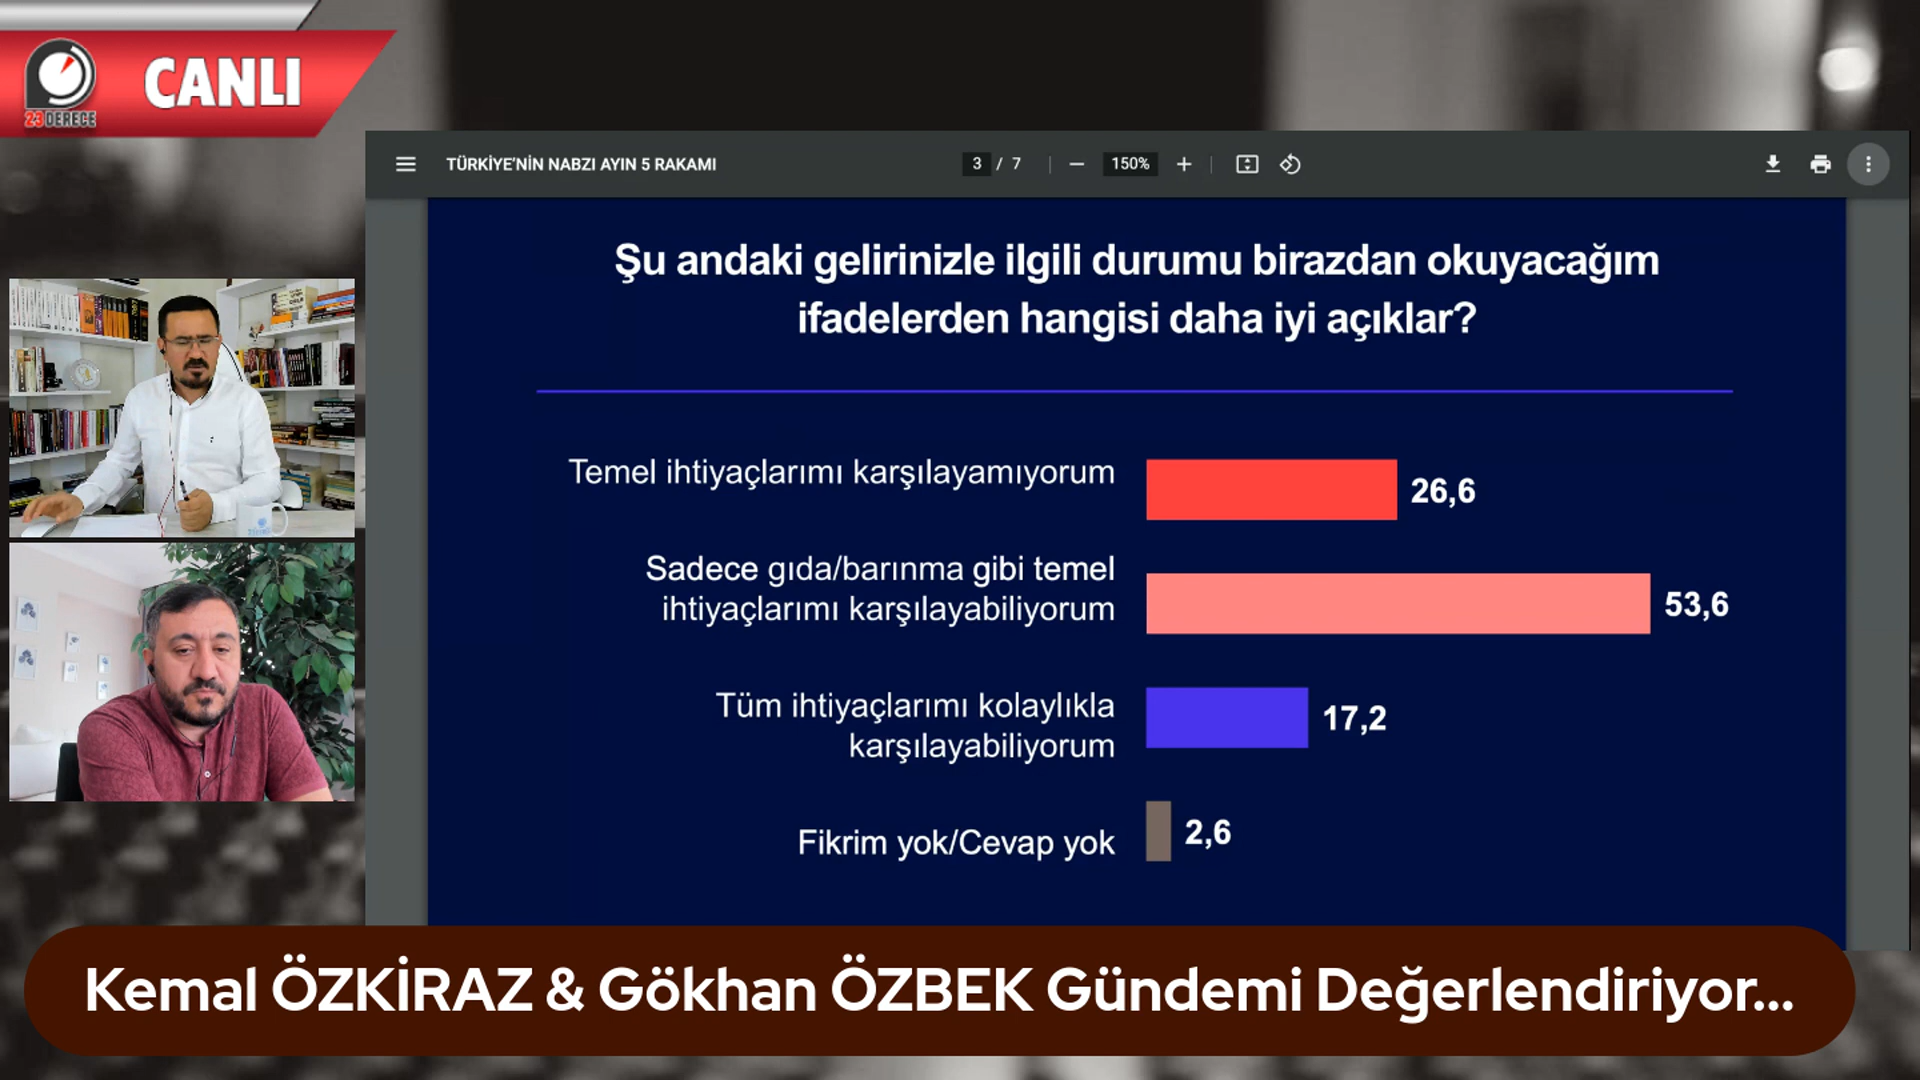 CANLI
23DERECE
TÜRKİYE'NİN NABZI AYIN 5 RAKAMI
3 / 7
150%
Şu andaki gelirinizle ilgili durumu birazdan okuyacağım
ifadelerden hangisi daha iyi açıklar?
Temel ihtiyaçlarımı karşılayamıyorum
26,6
Sadece gıda/barınma gibi temel
ihtiyaçlarımı karşılayabiliyorum
53,6
Tüm ihtiyaçlarımı kolaylıkla
karşılayabiliyorum
17,2
Fikrim yok/Cevap yok
2,6
Kemal ÖZKİRAZ & Gökhan ÖZBEK Gündemi Değerlendiriyor...